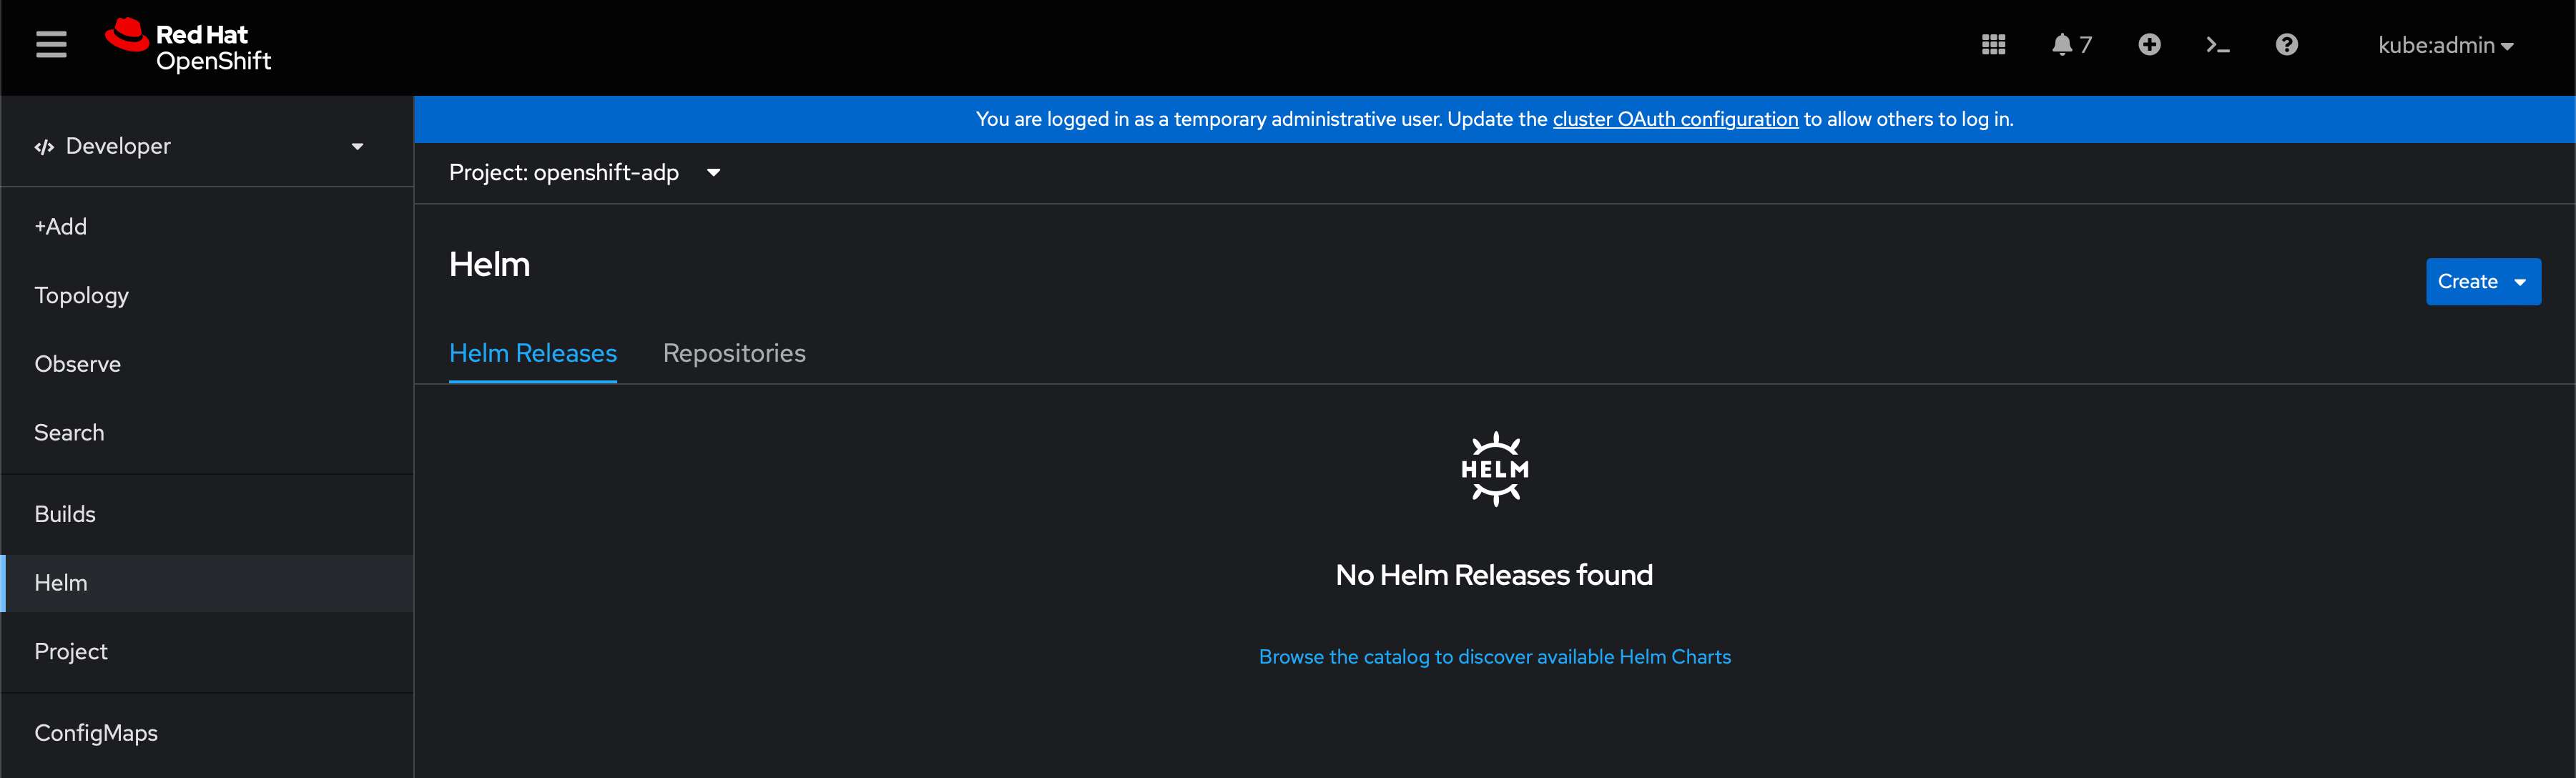 Red Hat
OpenShift
7
kube:admin
Developer
You are logged in as a temporary administrative user. Update the cluster OAuth configuration to allow others to log in.
Project: openshift-adp
+Add
Topology
Observe
Search
Builds
Helm
Project
ConfigMaps
Helm
Create
Helm Releases
Repositories
HELM
No Helm Releases found
Browse the catalog to discover available Helm Charts